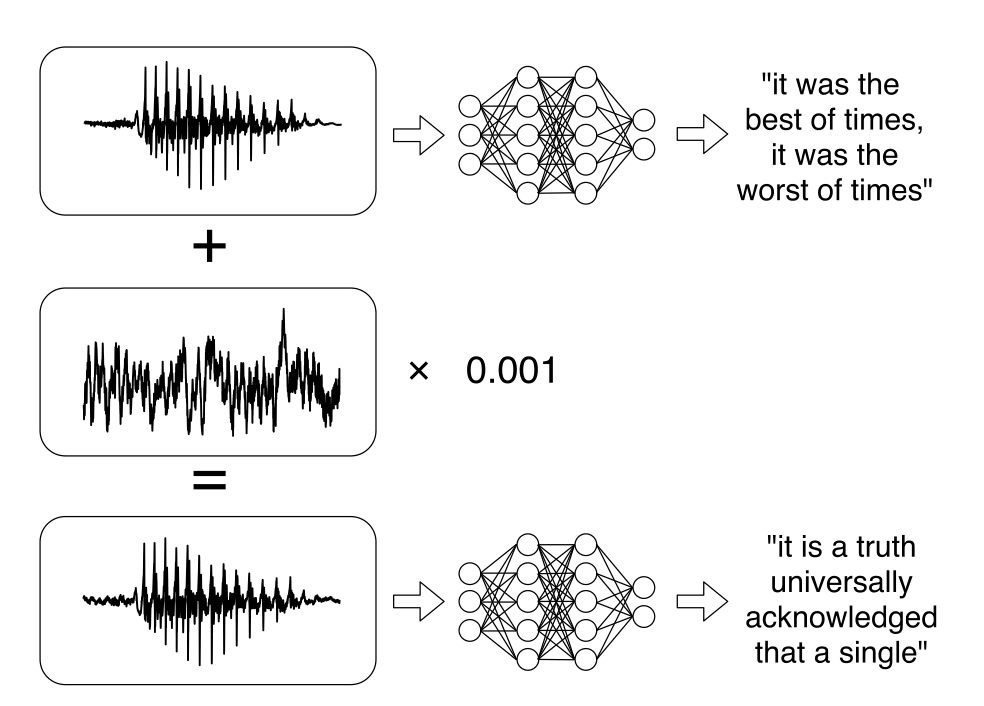 "it was the
best of times,
it was the
worst of times"
+
× 0.001
=
"it is a truth
universally
acknowledged
that a single"